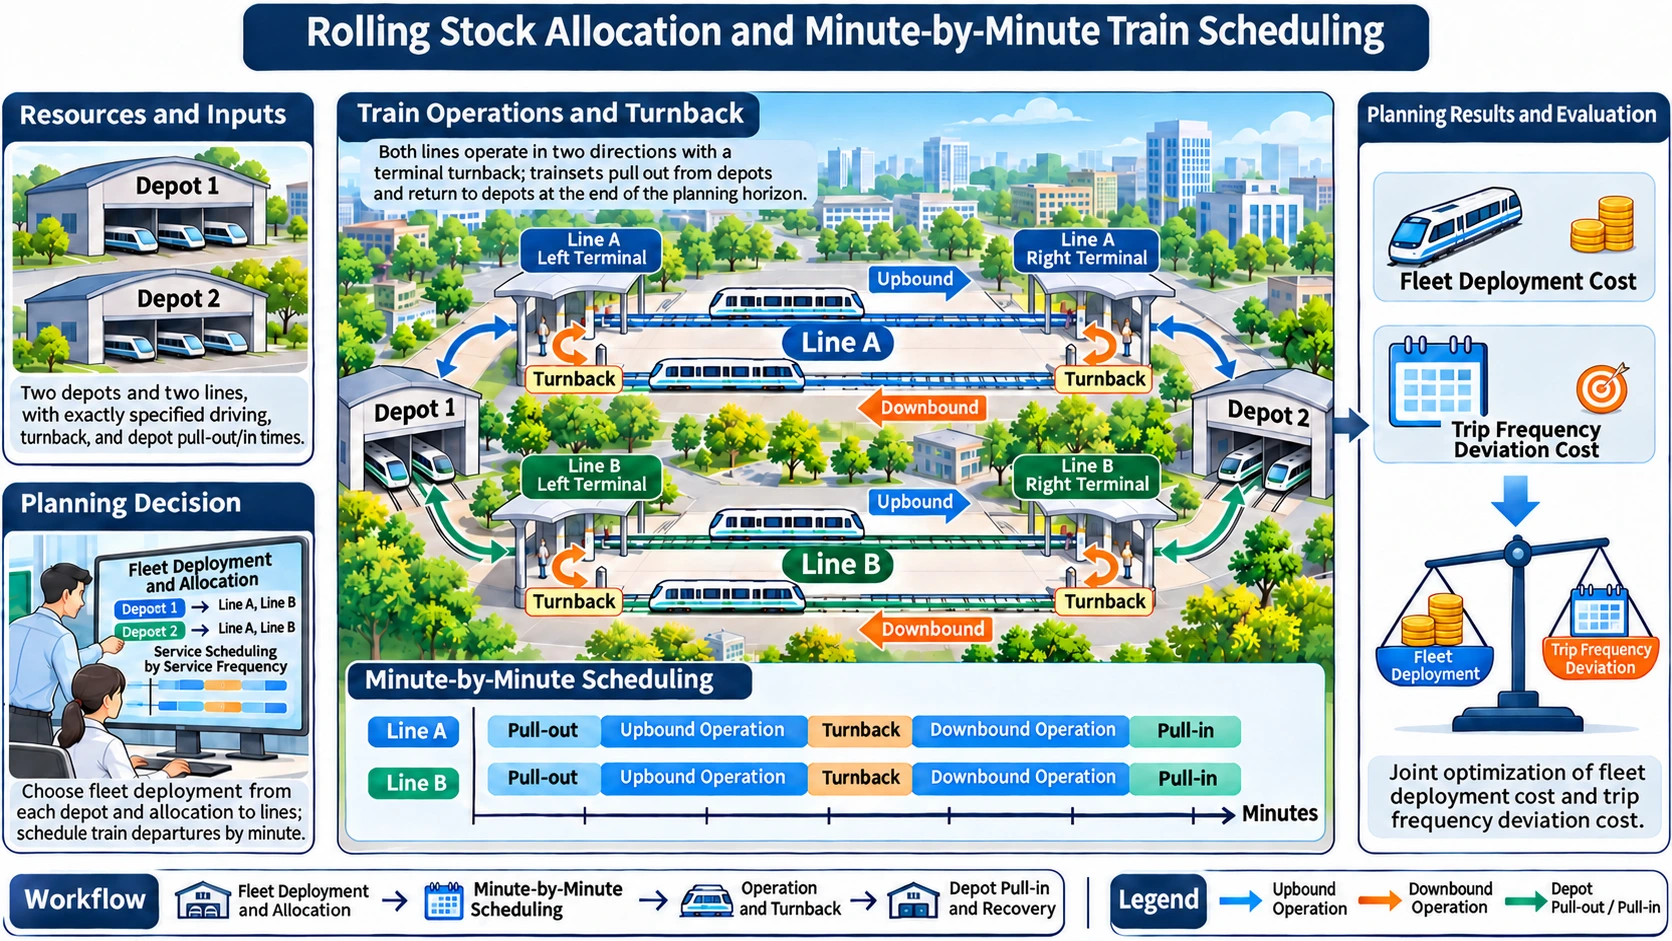 Rolling Stock Allocation and Minute-by-Minute Train Scheduling
Resources and Inputs
Depot 1
Depot 2
Two depots and two lines,
with exactly specified driving,
turnback, and depot pull-out/in times.
Planning Decision
Fleet Deployment
and Allocation
Depoot 1 → Line A, Line B
Depoot 2 → Line A, Line B
Service Scheduling
by Service Frequency
Choose fleet deployment from
each depot and allocation to lines;
schedule train departures by minute.
Train Operations and Turnback
Both lines operate in two directions with a
terminal turnback; trainsets pull out from depots
and return to depots at the end of the planning horizon.
Line A
Left Terminal
Line A
Right Terminal
Upbound
Line A
Turnback
Turnback
Downbound
Depot 1
Depot 2
Line B
Left Terminal
Line B
Right Terminal
Upbound
Line B
Turnback
Turnback
Downbound
Minute-by-Minute Scheduling
Line A Pull-out Upbound Operation Turnback Downbound Operation Pull-in
Line B Pull-out Upbound Operation Turnback Downbound Operation Pull-in
Minutes
Planning Results and Evaluation
Fleet Deployment Cost
Trip Frequency
Deviation Cost
Fleet
Deployment
Trip Frequency
Deviation
Joint optimization of fleet
deployment cost and trip
frequency deviation cost.
Workflow
Fleet Deployment
and Allocation
Minute-by-Minute
Scheduling
Operation
and Turnback
Depot Pull-in
and Recovery
Legend
Upbound
Operation
Downbound
Operation
Depot
Pull-out / Pull-in